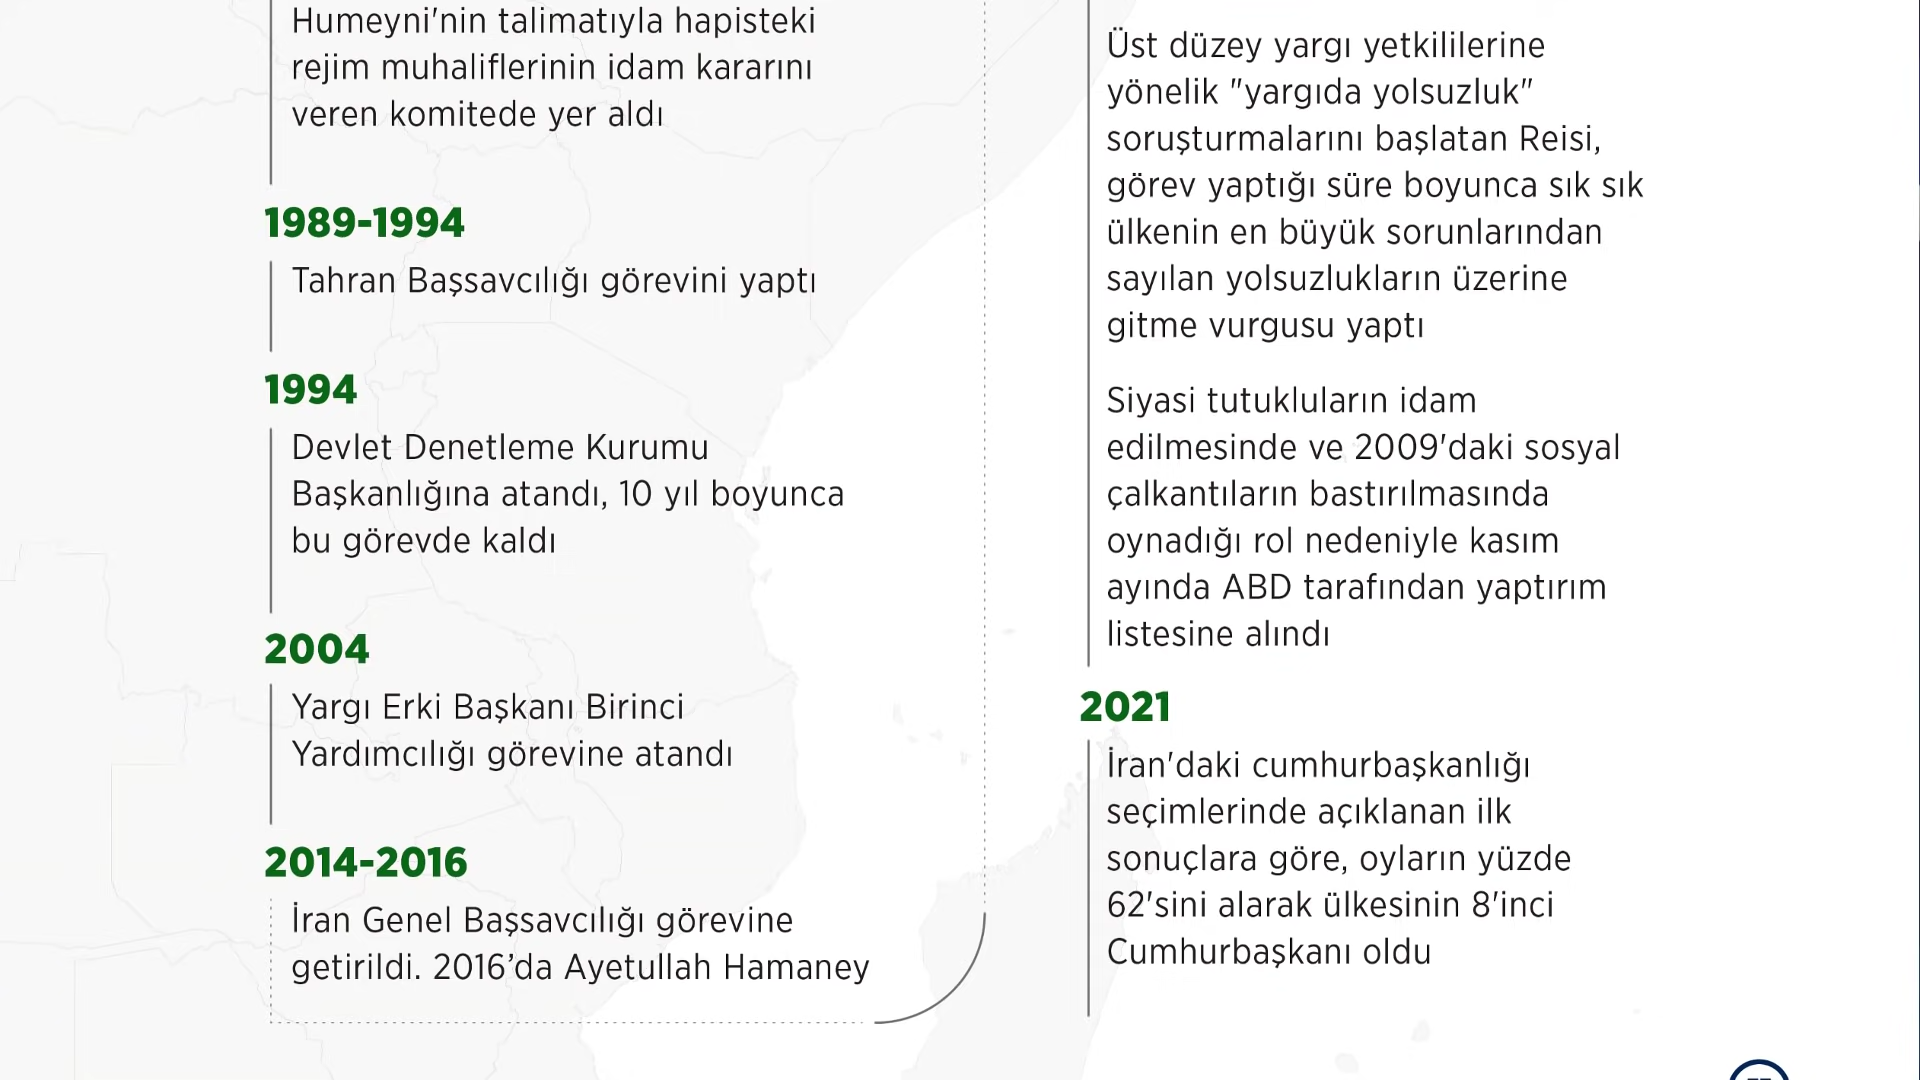 Humeyni'nin talimatıyla hapisteki
rejim muhaliflerinin idam kararını
veren komitede yer aldı
1989-1994
Tahran Başsavcılığı görevini yaptı
1994
Devlet Denetleme Kurumu
Başkanlığına atandı, 10 yıl boyunca
bu görevde kaldı
2004
Yargı Erki Başkanı Birinci
Yardımcılığı görevine atandı
2014-2016
İran Genel Başsavcılığı görevine
getirildi. 2016’da Ayetullah Hamaney
Üst düzey yargı yetkililerine
yönelik "yargıda yolsuzluk"
soruşturmalarını başlatan Reisi,
görev yaptığı süre boyunca sık sık
ülkenin en büyük sorunlarından
sayılan yolsuzlukların üzerine
gitme vurgusu yaptı
Siyasi tutukluların idam
edilmesinde ve 2009'daki sosyal
çalkantıların bastırılmasında
oynadığı rol nedeniyle kasım
ayında ABD tarafından yaptırım
listesine alındı
2021
İran'daki cumhurbaşkanlığı
seçimlerinde açıklanan ilk
sonuçlara göre, oyların yüzde
62'sini alarak ülkesinin 8'inci
Cumhurbaşkanı oldu